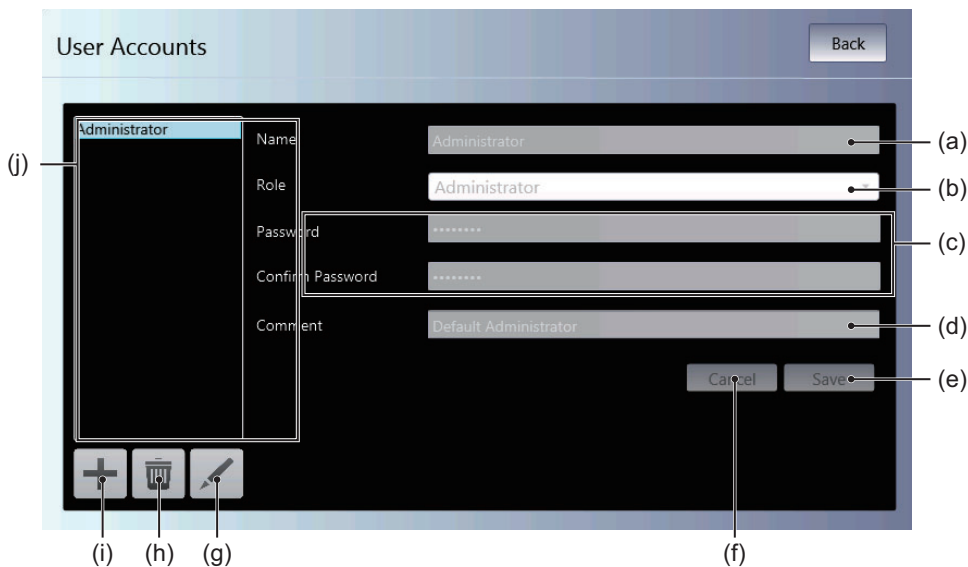 User Accounts
Back
Administrator
Name
Administrator
(a)
(j)
Role
Administrator
(b)
Password
••••••••
(c)
Confirm Password
••••••••
Comment
Default Administrator
(d)
Cancel
Save
(e)
(i)
(h)
(g)
(f)